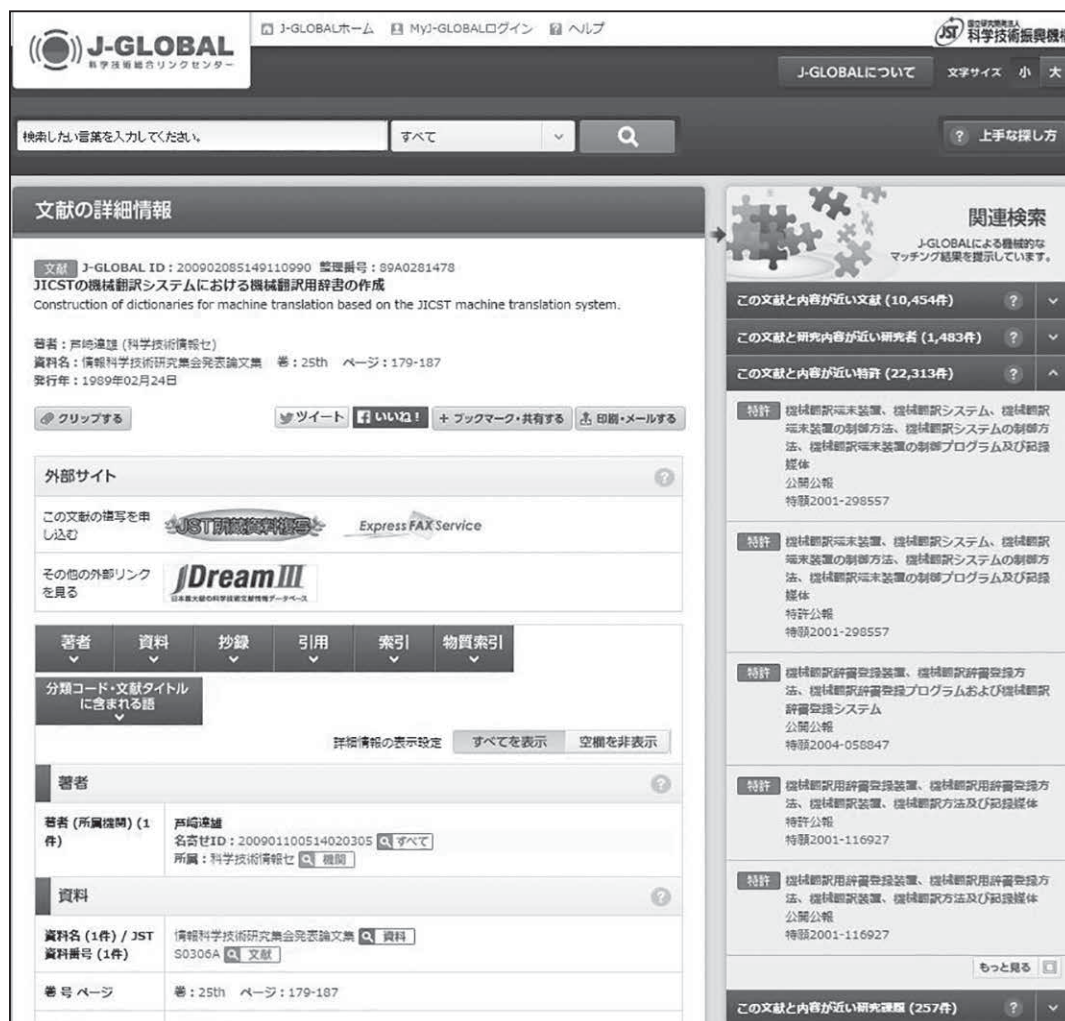 J-GLOBALホーム MyJ-GLOBALログイン ヘルプ
J-GLOBAL
科学技術総合リンクセンター
JST 国立研究開発法人
科学技術振興機構
J-GLOBALについて 文字サイズ 小 大
検索したい言葉を入力してください。 すべて
? 上手な探し方
文献の詳細情報
文献 J-GLOBAL ID:200902085149110990 整理番号:89A0281478
JICSTの機械翻訳システムにおける機械翻訳用辞書の作成
Construction of dictionaries for machine translation based on the JICST machine translation system.
著者:芦崎達雄 (科学技術情報セ)
資料名:情報科学技術研究集会発表論文集 巻:25th ページ:179-187
発行年:1989年02月24日
クリップする ツイート いいね! + ブックマーク・共有する 印刷・メールする
外部サイト ?
この文献の複写を申
し込む
JST所蔵資料複写 Express FAX Service
その他の外部リンク
を見る
JDream III
日本最大級の科学技術文献情報データベース
著者 資料 抄録 引用 索引 物質索引
分類コード・文献タイトル
に含まれる語
詳細情報の表示設定 すべてを表示 空欄を非表示
著者 ?
著者 (所属機関) (1
件)
芦崎達雄
名寄せID:200901100514020305 すべて
所属:科学技術情報セ 機関
資料 ?
資料名 (1件) / JST
資料番号 (1件)
情報科学技術研究集会発表論文集 資料
S0306A 文献
巻 号 ページ 巻:25th ページ:179-187
関連検索
J-GLOBALによる機械的な
マッチング結果を提示しています。
この文献と内容が近い文献 (10,454件) ?
この文献と研究内容が近い研究者 (1,483件) ?
この文献と内容が近い特許 (22,313件) ?
特許 機械翻訳端末装置、機械翻訳システム、機械翻訳
端末装置の制御方法、機械翻訳システムの制御方
法、機械翻訳端末装置の制御プログラム及び記録
媒体
公開公報
特願2001-298557
特許 機械翻訳端末装置、機械翻訳システム、機械翻訳
端末装置の制御方法、機械翻訳システムの制御方
法、機械翻訳端末装置の制御プログラム及び記録
媒体
特許公報
特願2001-298557
特許 機械翻訳辞書登録装置、機械翻訳辞書登録方
法、機械翻訳辞書登録プログラムおよび機械翻訳
辞書登録システム
公開公報
特願2004-058847
特許 機械翻訳用辞書登録装置、機械翻訳用辞書登録方
法、機械翻訳装置、機械翻訳方法及び記録媒体
特許公報
特願2001-116927
特許 機械翻訳用辞書登録装置、機械翻訳用辞書登録方
法、機械翻訳装置、機械翻訳方法及び記録媒体
公開公報
特願2001-116927
もっと見る
この文献と内容が近い研究課題 (257件) ?